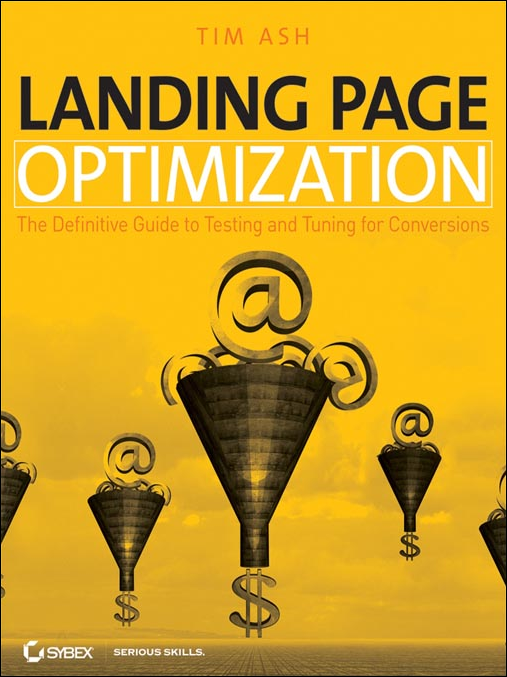 TIM ASH
LANDING PAGE
OPTIMIZATION
The Definitive Guide to Testing and Tuning for Conversions
@
@
@
@
$
$
$
SYBEX
SERIOUS SKILLS.